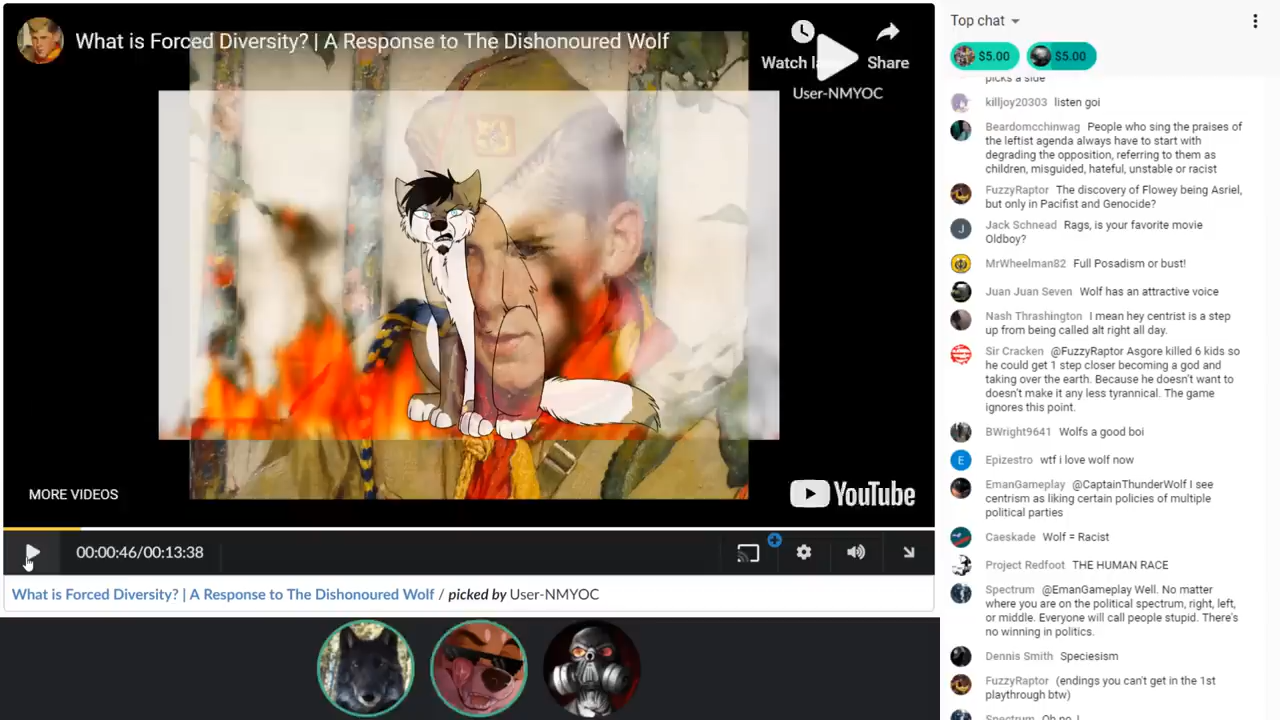 What is Forced Diversity? | A Response to The Dishonoured Wolf
Watch la
Share
User-NMYOC
MORE VIDEOS
YouTube
00:00:46/00:13:38
What is Forced Diversity? | A Response to The Dishonoured Wolf / picked by User-NMYOC
Top chat
$5.00
$5.00
picks a side
killjoy20303 listen goi
Beardomcchinwag People who sing the praises of
the leftist agenda always have to start with
degrading the opposition, referring to them as
children, misguided, hateful, unstable or racist
FuzzyRaptor The discovery of Flowey being Asriel,
but only in Pacifist and Genocide?
Jack Schnead Rags, is your favorite movie
Oldboy?
MrWheelman82 Full Posadism or bust!
Juan Juan Seven Wolf has an attractive voice
Nash Thrashington I mean hey centrist is a step
up from being called alt right all day.
Sir Cracken @FuzzyRaptor Asgore killed 6 kids so
he could get 1 step closer becoming a god and
taking over the earth. Because he doesn't want to
doesn't make it any less tyrannical. The game
ignores this point.
BWright9641 Wolfs a good boi
Epizestro wtf i love wolf now
EmanGameplay @CaptainThunderWolf I see
centrism as liking certain policies of multiple
political parties
Caeskade Wolf = Racist
Project Redfoot THE HUMAN RACE
Spectrum @EmanGameplay Well. No matter
where you are on the political spectrum, right, left,
or middle. Everyone will call people stupid. There's
no winning in politics.
Dennis Smith Speciesism
FuzzyRaptor (endings you can't get in the 1st
playthrough btw)
Spectrum Oh no
J
E